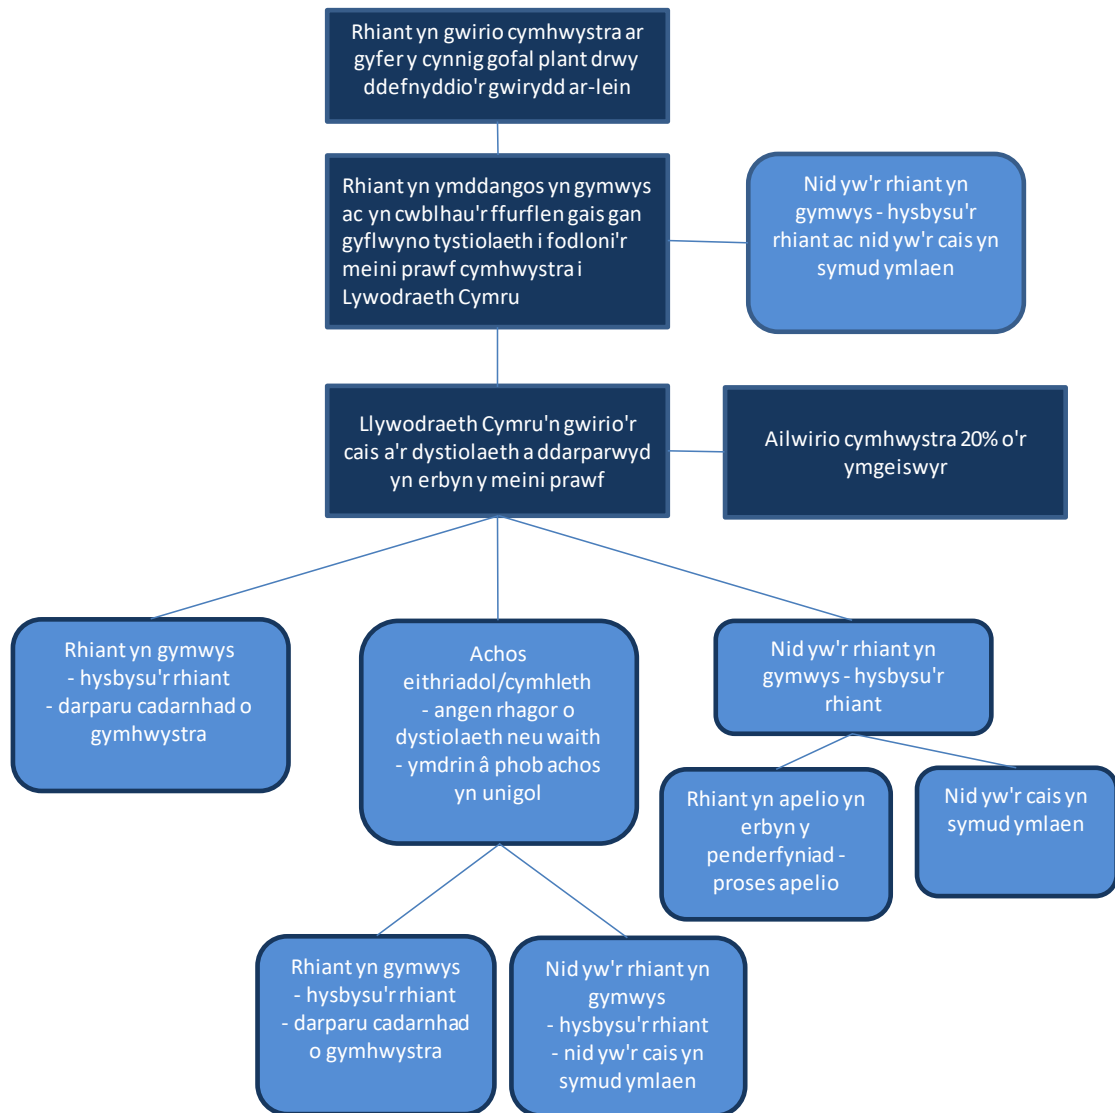 Rhiant yn gwirio cymhwystra ar
gyfer y cynnig gofal plant drwy
ddefnyddio'r gwirydd ar-lein
Rhiant yn ymddangos yn gymwys
ac yn cwblhau'r ffurflen gais gan
gyflwyno tystiolaeth i fodloni'r
meini prawf cymhwystra i
Lywodraeth Cymru
Nid yw'r rhiant yn
gymwys - hysbysu'r
rhiant ac nid yw'r cais yn
symud ymlaen
Llywodraeth Cymru'n gwirio'r
cais a'r dystiolaeth a ddarparwyd
yn erbyn y meini prawf
Ailwirio cymhwystra 20% o'r
ymgeiswyr
Rhiant yn gymwys
- hysbysu'r rhiant
- darparu cadarnhad o
gymhwystra
Achos
eithriadol/cymhleth
- angen rhagor o
dystiolaeth neu waith
- ymdrin â phob achos
yn unigol
Nid yw'r rhiant yn
gymwys - hysbysu'r
rhiant
Rhiant yn apelio yn
erbyn y
penderfyniad -
proses apelio
Nid yw'r cais yn
symud ymlaen
Rhiant yn gymwys
- hysbysu'r rhiant
- darparu cadarnhad
o gymhwystra
Nid yw'r rhiant yn
gymwys
- hysbysu'r rhiant
- nid yw'r cais yn
symud ymlaen